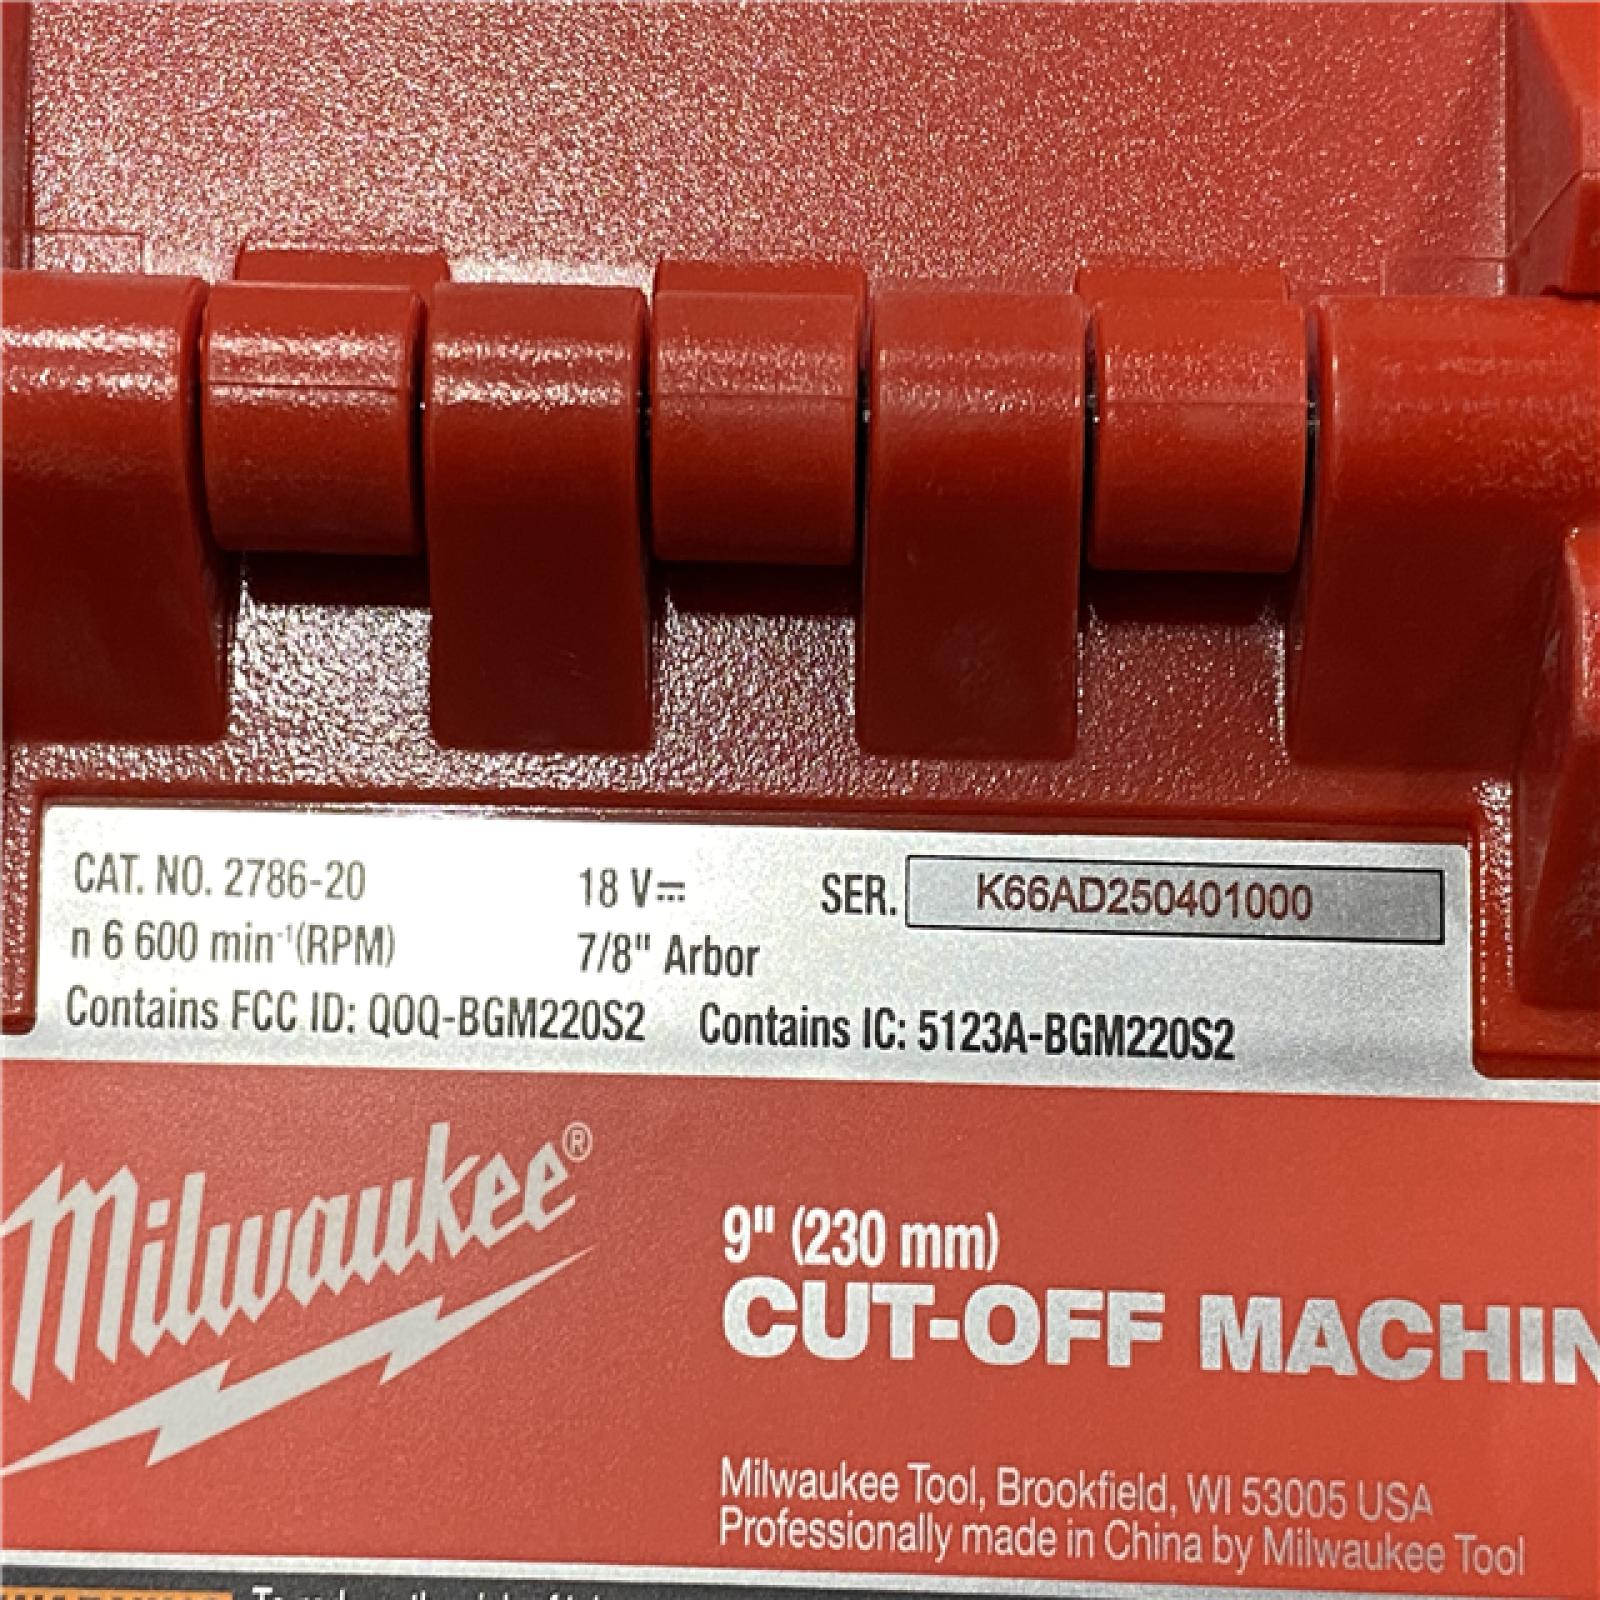 CAT. NO. 2786-20 18 V⎓ SER. K66AD250401000
n 6 600 min⁻¹(RPM) 7/8" Arbor
Contains FCC ID: QOQ-BGM220S2 Contains IC: 5123A-BGM220S2
Milwaukee®
9" (230 mm)
CUT-OFF MACHIN
Milwaukee Tool, Brookfield, WI 53005 USA
Professionally made in China by Milwaukee Tool